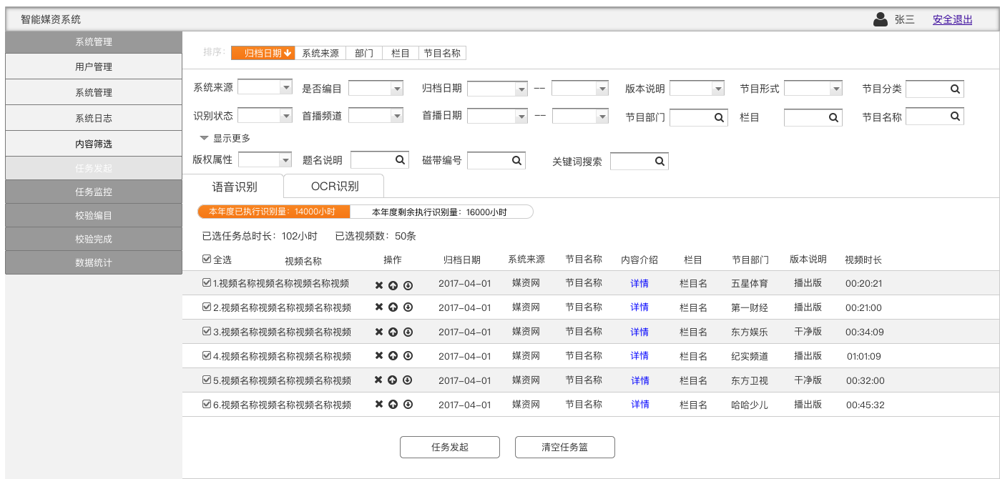 智能媒资系统 张三 安全退出
系统管理
用户管理
系统管理
系统日志
内容筛选
任务发起
任务监控
校验编目
校验完成
数据统计
排序: 归档日期 系统来源 部门 栏目 节目名称
系统来源 是否编目 归档日期 -- 版本说明 节目形式 节目分类
识别状态 首播频道 首播日期 -- 节目部门 栏目 节目名称
显示更多
版权属性 题名说明 磁带编号 关键词搜索
语音识别 OCR识别
本年度已执行识别量：14000小时 本年度剩余执行识别量：16000小时
已选任务总时长：102小时 已选视频数：50条
全选 视频名称 操作 归档日期 系统来源 节目名称 内容介绍 栏目 节目部门 版本说明 视频时长
1.视频名称视频名称视频名称视频 2017-04-01 媒资网 节目名称 详情 栏目名 五星体育 播出版 00:20:21
2.视频名称视频名称视频名称视频 2017-04-01 媒资网 节目名称 详情 栏目名 第一财经 播出版 00:21:00
3.视频名称视频名称视频名称视频 2017-04-01 媒资网 节目名称 详情 栏目名 东方娱乐 干净版 00:34:09
4.视频名称视频名称视频名称视频 2017-04-01 媒资网 节目名称 详情 栏目名 纪实频道 播出版 01:01:09
5.视频名称视频名称视频名称视频 2017-04-01 媒资网 节目名称 详情 栏目名 东方卫视 干净版 00:32:00
6.视频名称视频名称视频名称视频 2017-04-01 媒资网 节目名称 详情 栏目名 哈哈少儿 播出版 00:45:32
任务发起 清空任务篮